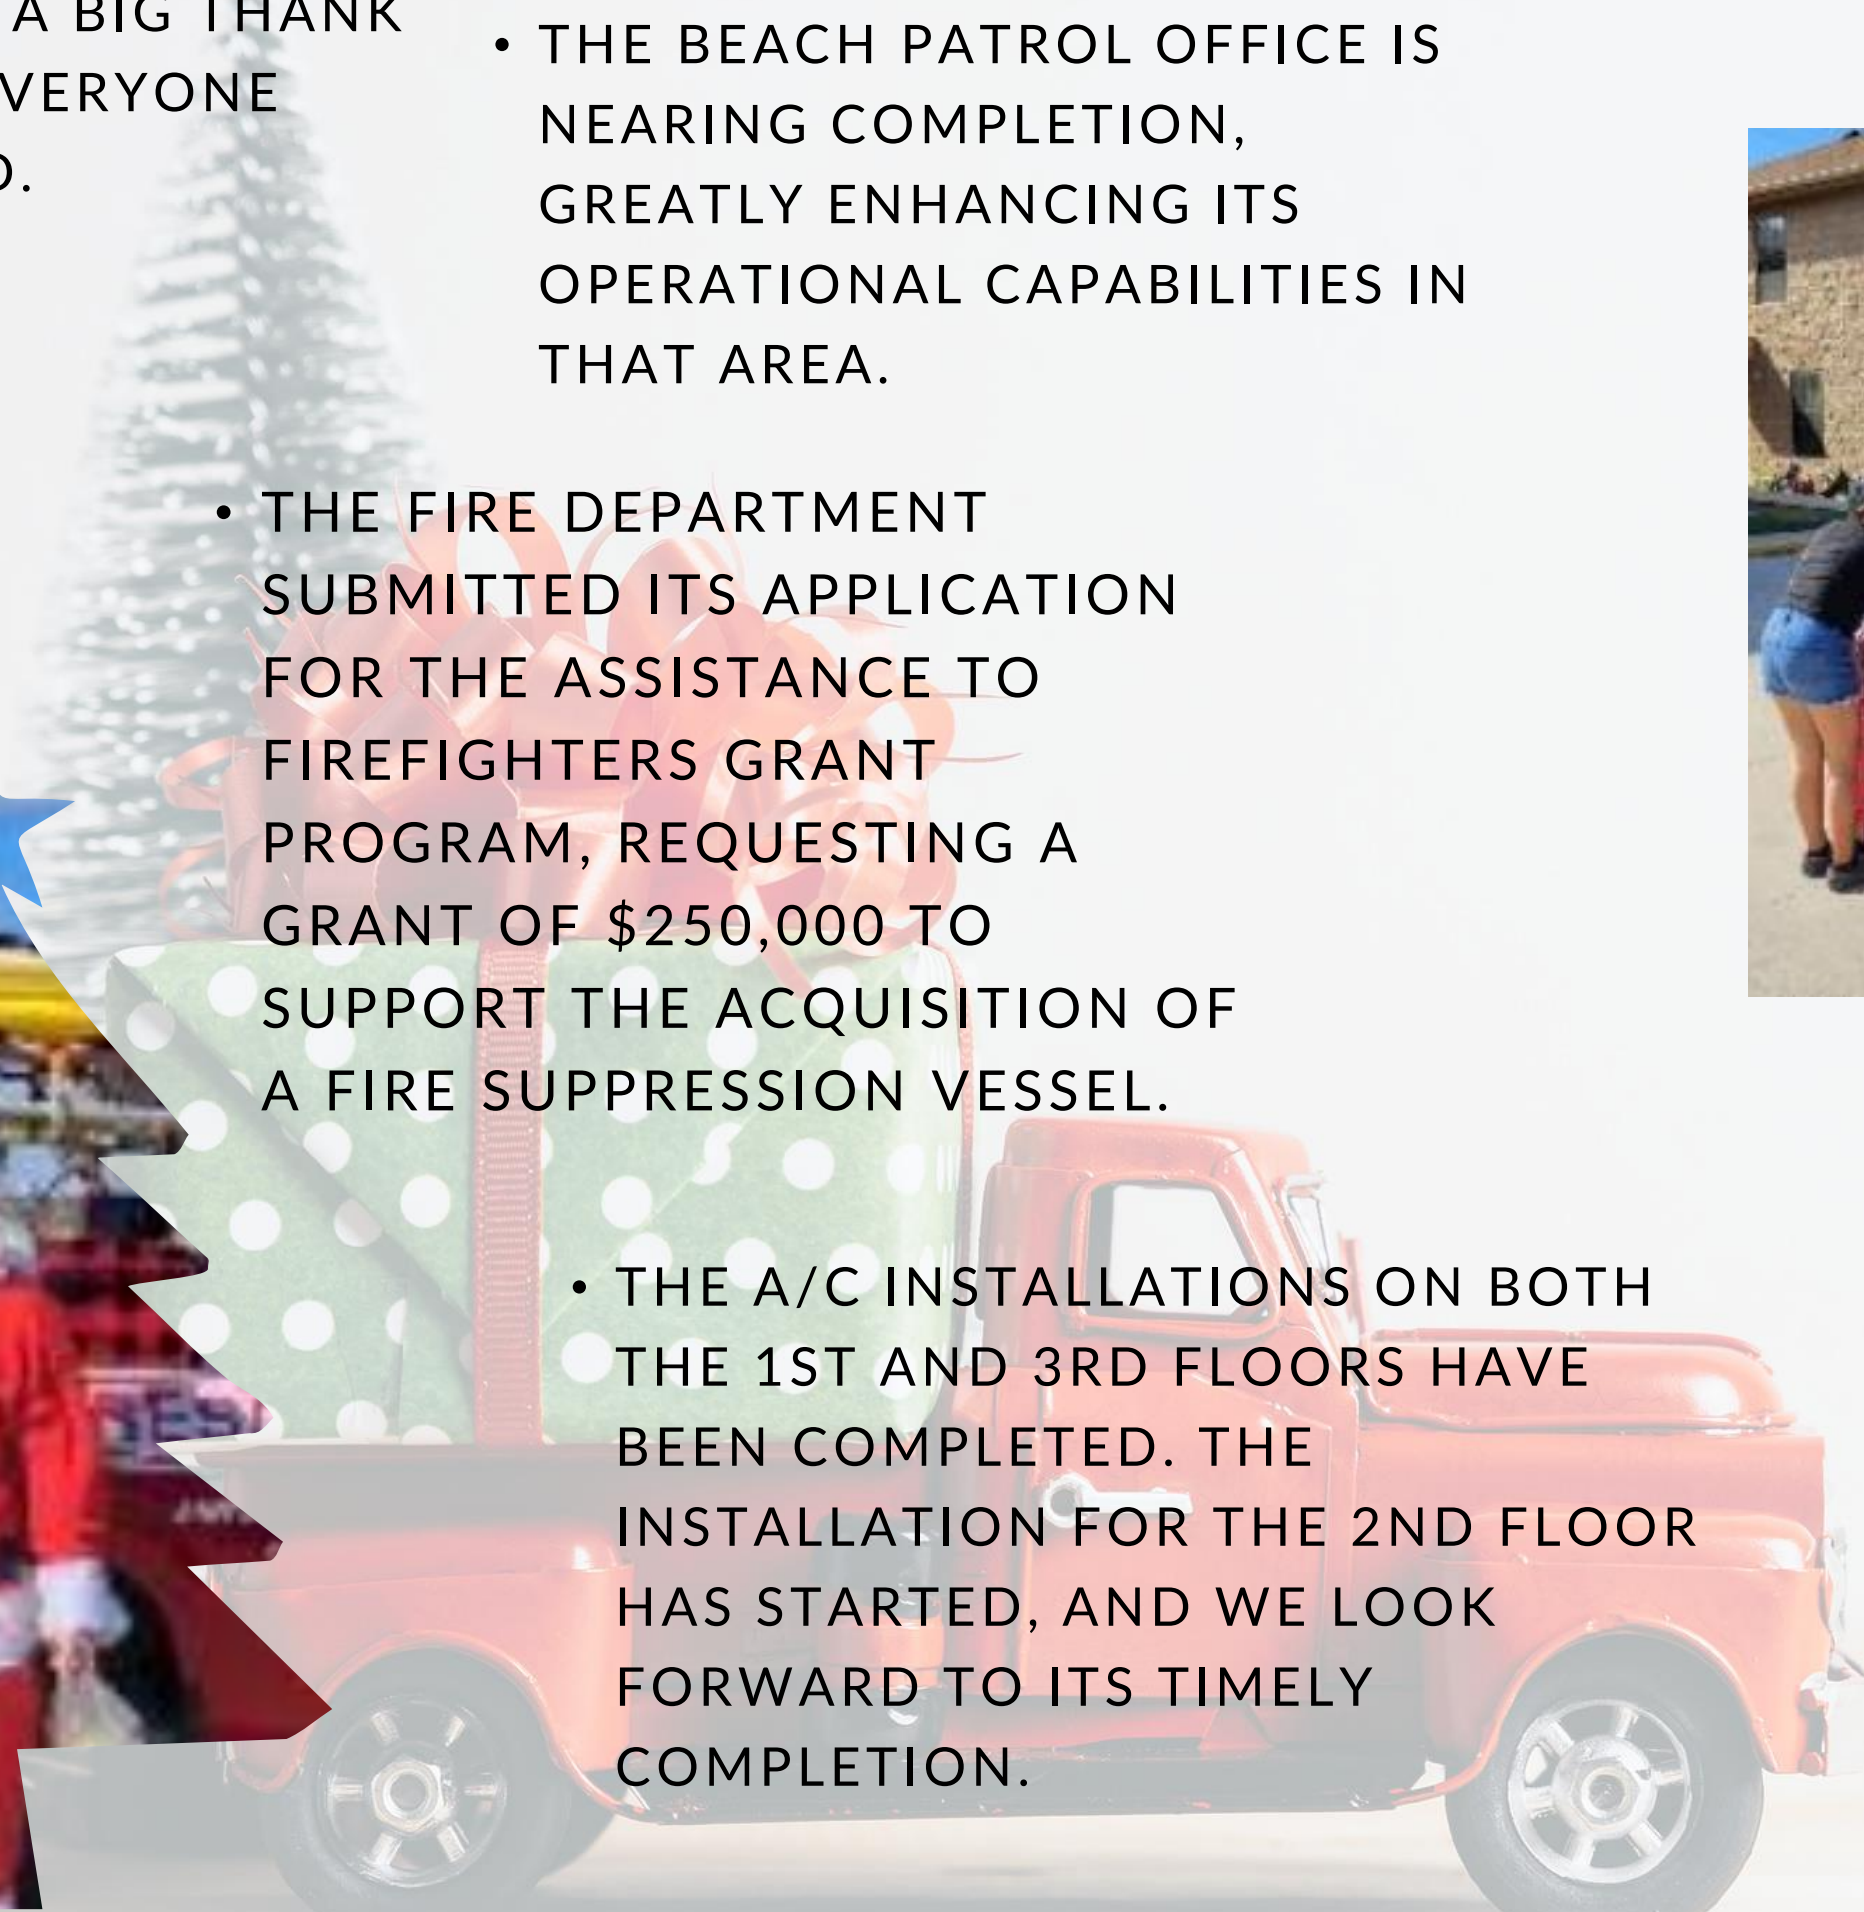 A BIG THANK
VERYONE
D.
• THE BEACH PATROL OFFICE IS
NEARING COMPLETION,
GREATLY ENHANCING ITS
OPERATIONAL CAPABILITIES IN
THAT AREA.
• THE FIRE DEPARTMENT
SUBMITTED ITS APPLICATION
FOR THE ASSISTANCE TO
FIREFIGHTERS GRANT
PROGRAM, REQUESTING A
GRANT OF $250,000 TO
SUPPORT THE ACQUISITION OF
A FIRE SUPPRESSION VESSEL.
• THE A/C INSTALLATIONS ON BOTH
THE 1ST AND 3RD FLOORS HAVE
BEEN COMPLETED. THE
INSTALLATION FOR THE 2ND FLOOR
HAS STARTED, AND WE LOOK
FORWARD TO ITS TIMELY
COMPLETION.